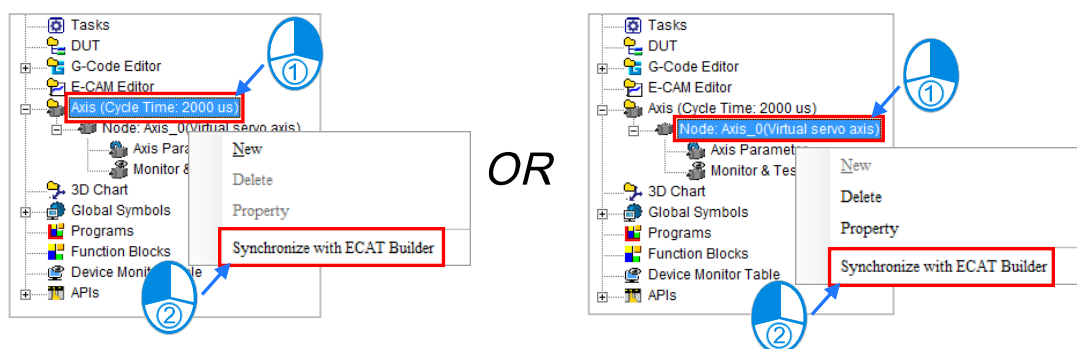 Tasks
DUT
G-Code Editor
E-CAM Editor
Axis (Cycle Time: 2000 us)
Node: Axis_0(Virtual servo axis)
Axis Para
Monitor &
3D Chart
Global Symbols
Programs
Function Blocks
Device Monit le
APIs
New
Delete
Property
Synchronize with ECAT Builder
1
2
OR
Tasks
DUT
G-Code Editor
E-CAM Editor
Axis (Cycle Time: 2000 us)
Node: Axis_0(Virtual servo axis)
Axis Paramete
Monitor & Tes
3D Chart
Global Symbols
Programs
Function Blocks
Device Monitor Table
APIs
New
Delete
Property
Synchronize with ECAT Builder
1
2